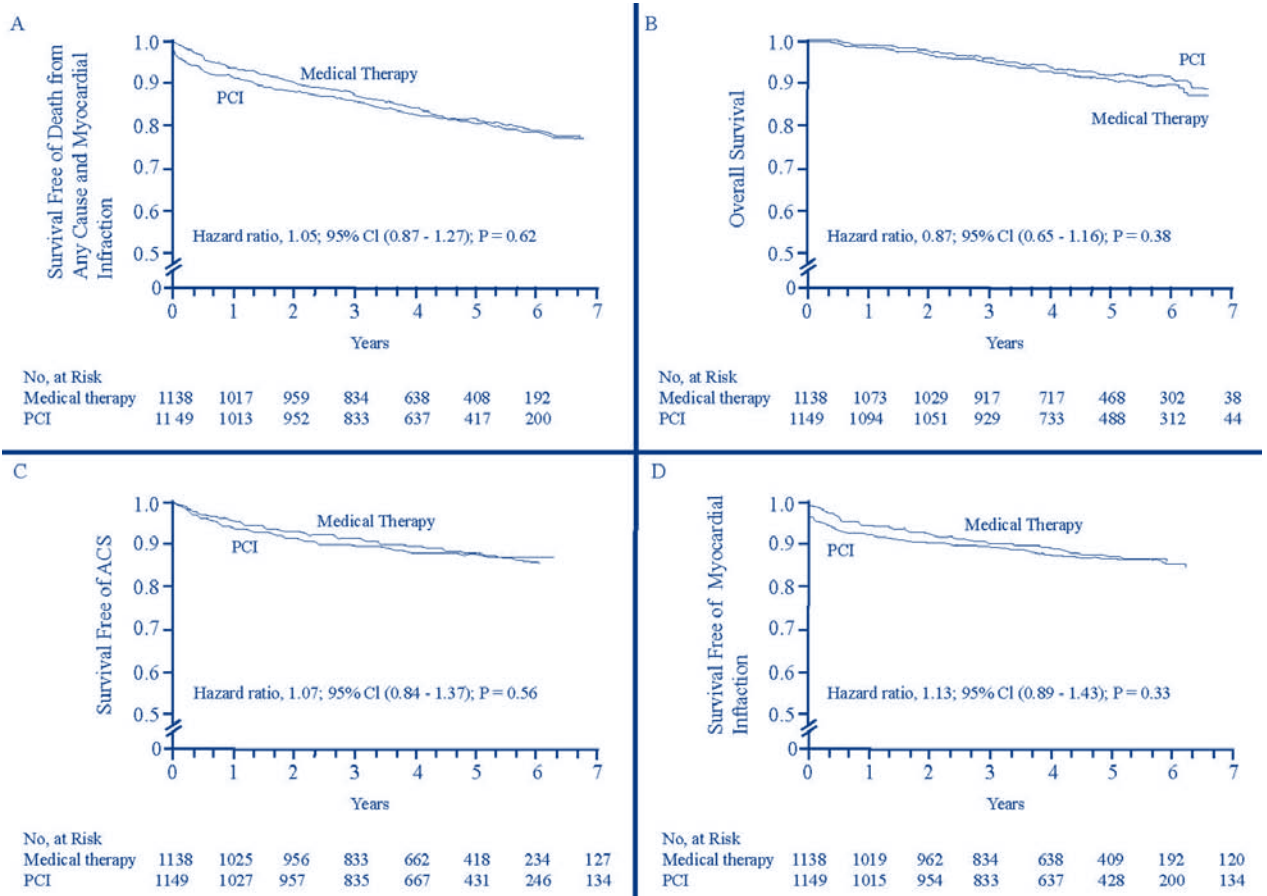 A
Survival Free of Death from
Any Cause and Myocardial
Infraction
1.0
0.9
0.8
0.7
0.6
0.5
0
Medical Therapy
PCI
Hazard ratio, 1.05; 95% Cl (0.87 - 1.27); P = 0.62
0 1 2 3 4 5 6 7
Years
No, at Risk
Medical therapy 1138 1017 959 834 638 408 192
PCI 11 49 1013 952 833 637 417 200
B
Overall Survival
1.0
0.9
0.8
0.7
0.6
0.5
0
PCI
Medical Therapy
Hazard ratio, 0.87; 95% Cl (0.65 - 1.16); P = 0.38
0 1 2 3 4 5 6 7
Years
No, at Risk
Medical therapy 1138 1073 1029 917 717 468 302 38
PCI 1149 1094 1051 929 733 488 312 44
C
Survival Free of ACS
1.0
0.9
0.8
0.7
0.6
0.5
0
Medical Therapy
PCI
Hazard ratio, 1.07; 95% Cl (0.84 - 1.37); P = 0.56
0 1 2 3 4 5 6 7
Years
No, at Risk
Medical therapy 1138 1025 956 833 662 418 234 127
PCI 1149 1027 957 835 667 431 246 134
D
Survival Free of Myocardial
Inftaction
1.0
0.9
0.8
0.7
0.6
0.5
0
Medical Therapy
PCI
Hazard ratio, 1.13; 95% Cl (0.89 - 1.43); P = 0.33
0 1 2 3 4 5 6 7
Years
No, at Risk
Medical therapy 1138 1019 962 834 638 409 192 120
PCI 1149 1015 954 833 637 428 200 134